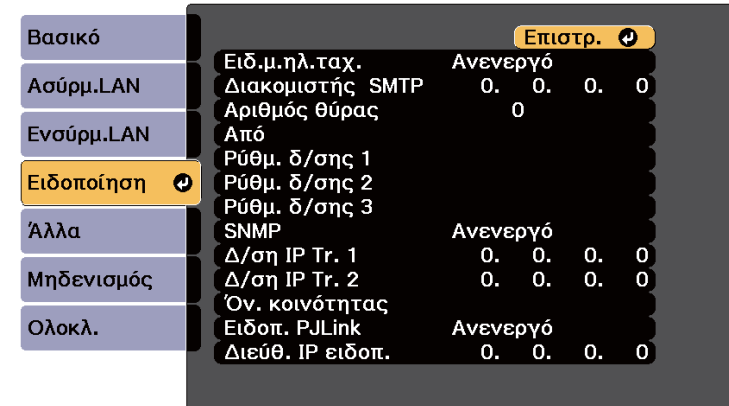 Βασικό
Ασύρμ.LAN
Ενσύρμ.LAN
Ειδοποίηση
Άλλα
Μηδενισμός
Ολοκλ.
Επιστρ.
Ειδ.μ.ηλ.ταχ. Ανενεργό
Διακομιστής SMTP 0. 0. 0. 0
Αριθμός θύρας 0
Από
Ρύθμ. δ/σης 1
Ρύθμ. δ/σης 2
Ρύθμ. δ/σης 3
SNMP Ανενεργό
Δ/ση IP Tr. 1 0. 0. 0. 0
Δ/ση IP Tr. 2 0. 0. 0. 0
Όν. κοινότητας
Ειδοπ. PJLink Ανενεργό
Διεύθ. IP ειδοπ. 0. 0. 0. 0